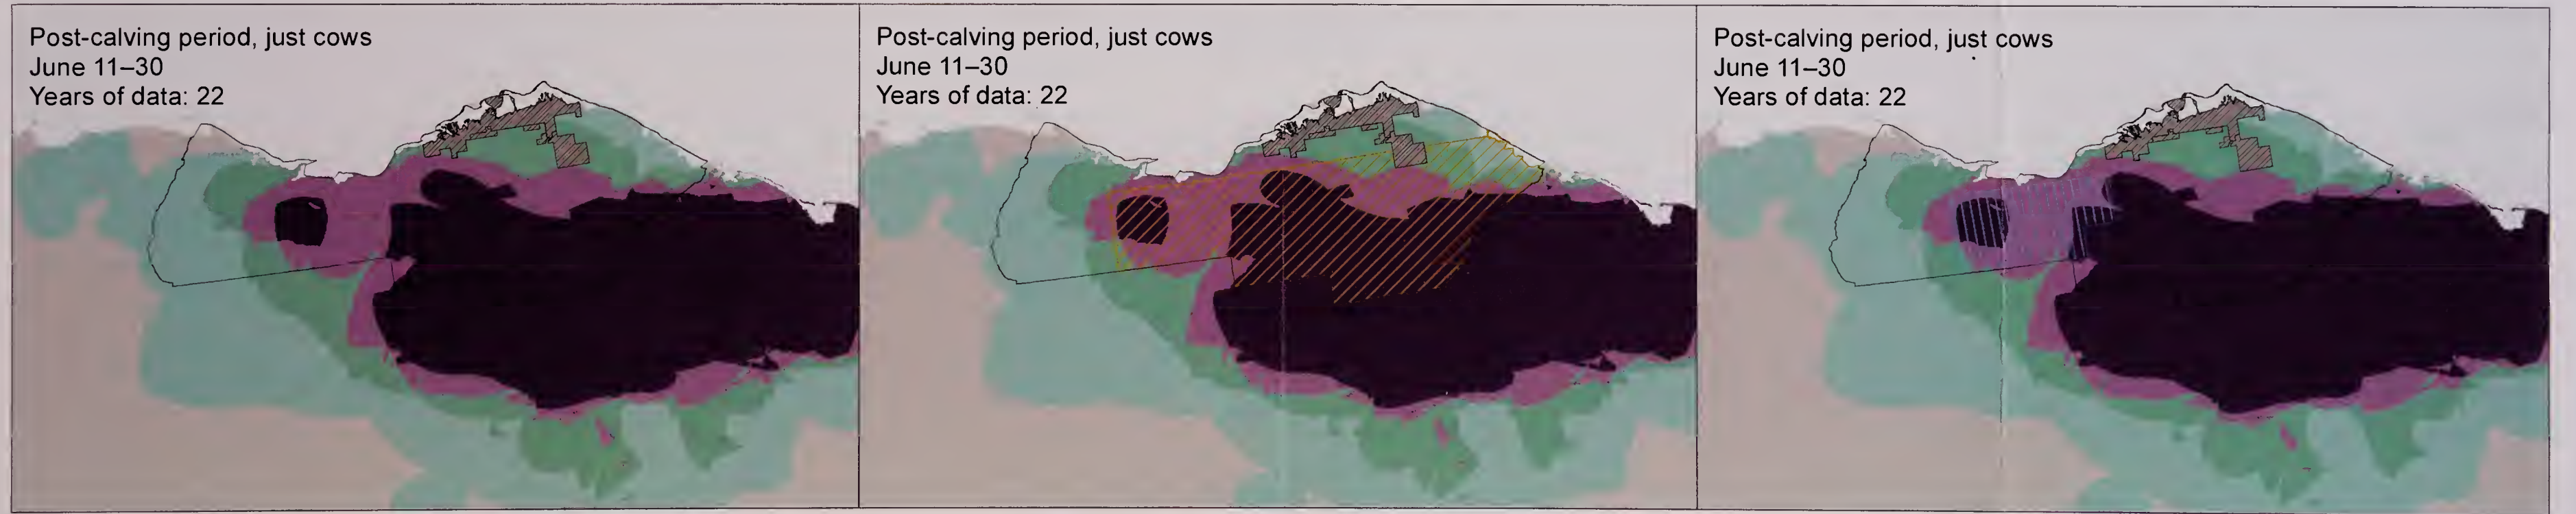 Post-calving period, just cows
June 11–30
Years of data: 22
Post-calving period, just cows
June 11–30
Years of data: 22
Post-calving period, just cows
June 11–30
Years of data: 22